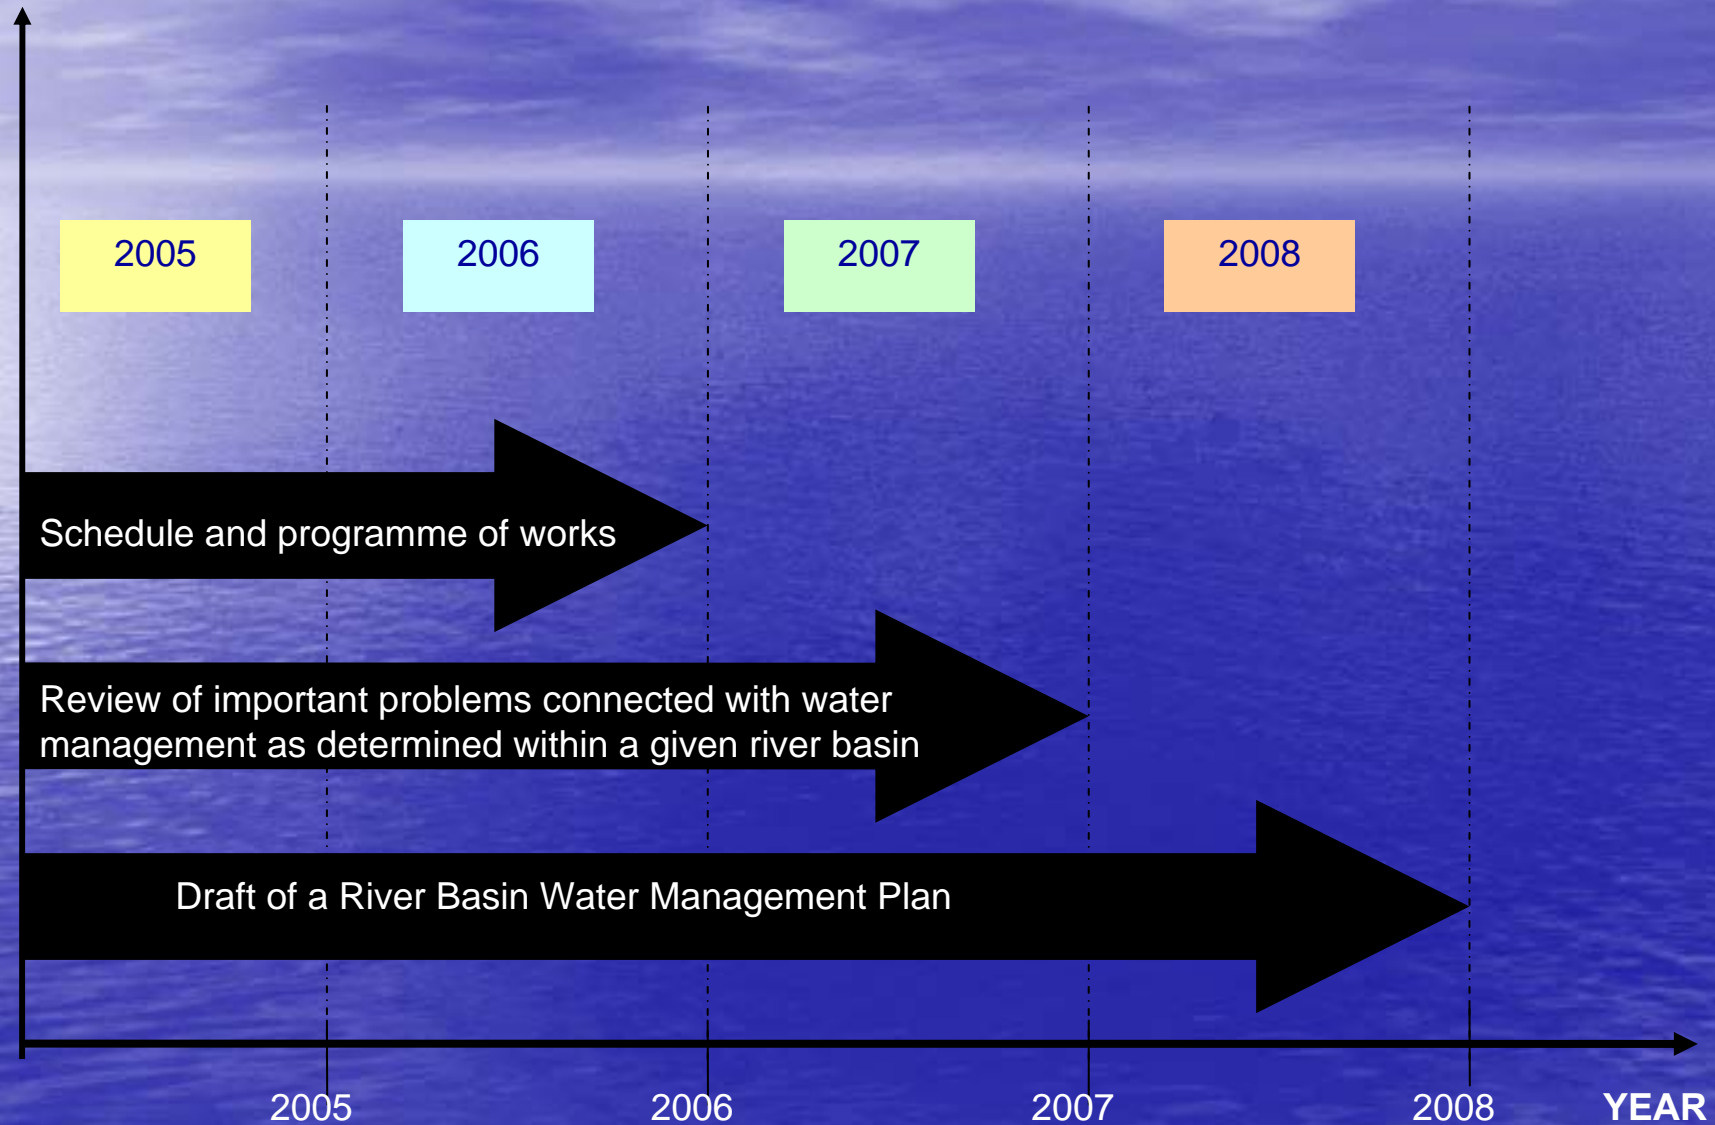 2005
2006
2007
2008
Schedule and programme of works
Review of important problems connected with water
management as determined within a given river basin
Draft of a River Basin Water Management Plan
2005
2006
2007
2008
YEAR